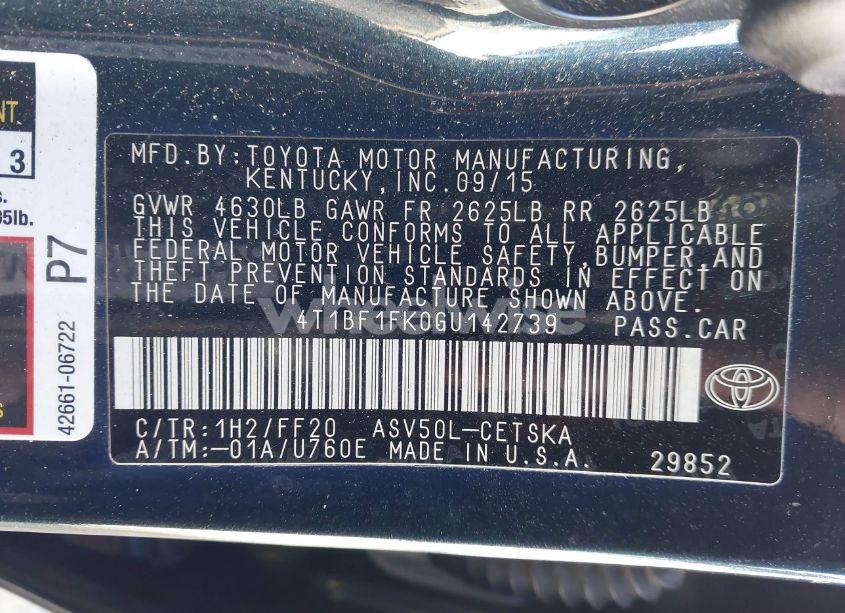 NT
3
s.
95lb.
s
42661-06722
P7
MFD.BY:TOYOTA MOTOR MANUFACTURING,
KENTUCKY,INC.09/15
GVWR 4630LB GAWR FR 2625LB RR 2625LB
THIS VEHICLE CONFORMS TO ALL APPLICABLE
FEDERAL MOTOR VEHICLE SAFETY,BUMPER,AND
THEFT PREVENTION STANDARDS IN EFFECT ON
THE DATE OF MANUFACTURE SHOWN ABOVE.
4T1BF1FK0GU142739 PASS.CAR
C/TR:1H2/FF20 ASV50L-CETSKA
A/TM:-01A/U760E MADE IN U.S.A. 29852